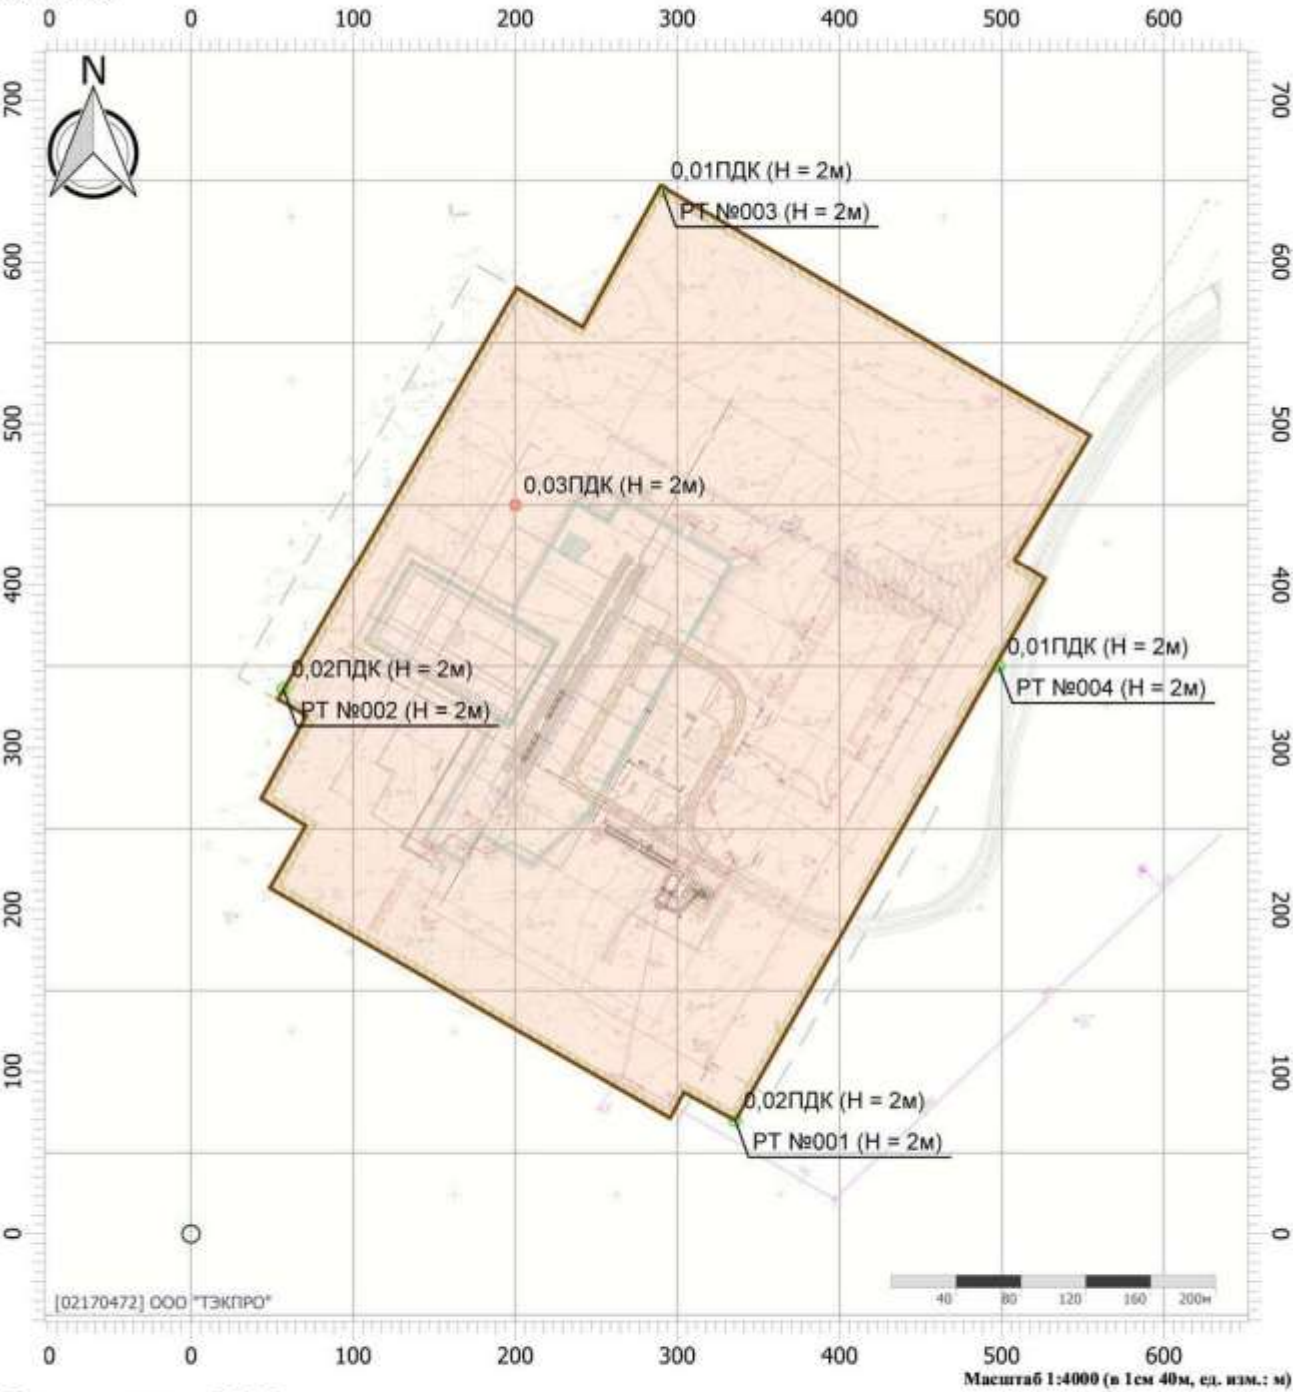 0 0 100 200 300 400 500 600
700 700
N
0,01ПДК (H = 2м)
РТ №003 (H = 2м)
600 600
500 500
0,03ПДК (H = 2м)
400 400
0,01ПДК (H = 2м)
0,02ПДК (H = 2м)
РТ №004 (H = 2м)
РТ №002 (H = 2м)
300 300
200 200
100 100
0,02ПДК (H = 2м)
РТ №001 (H = 2м)
0 0
[02170472] ООО "ТЭКПРО"
40 80 120 160 200м
0 0 100 200 300 400 500 600
Масштаб 1:4000 (в 1см 40м, ед. изм.: м)